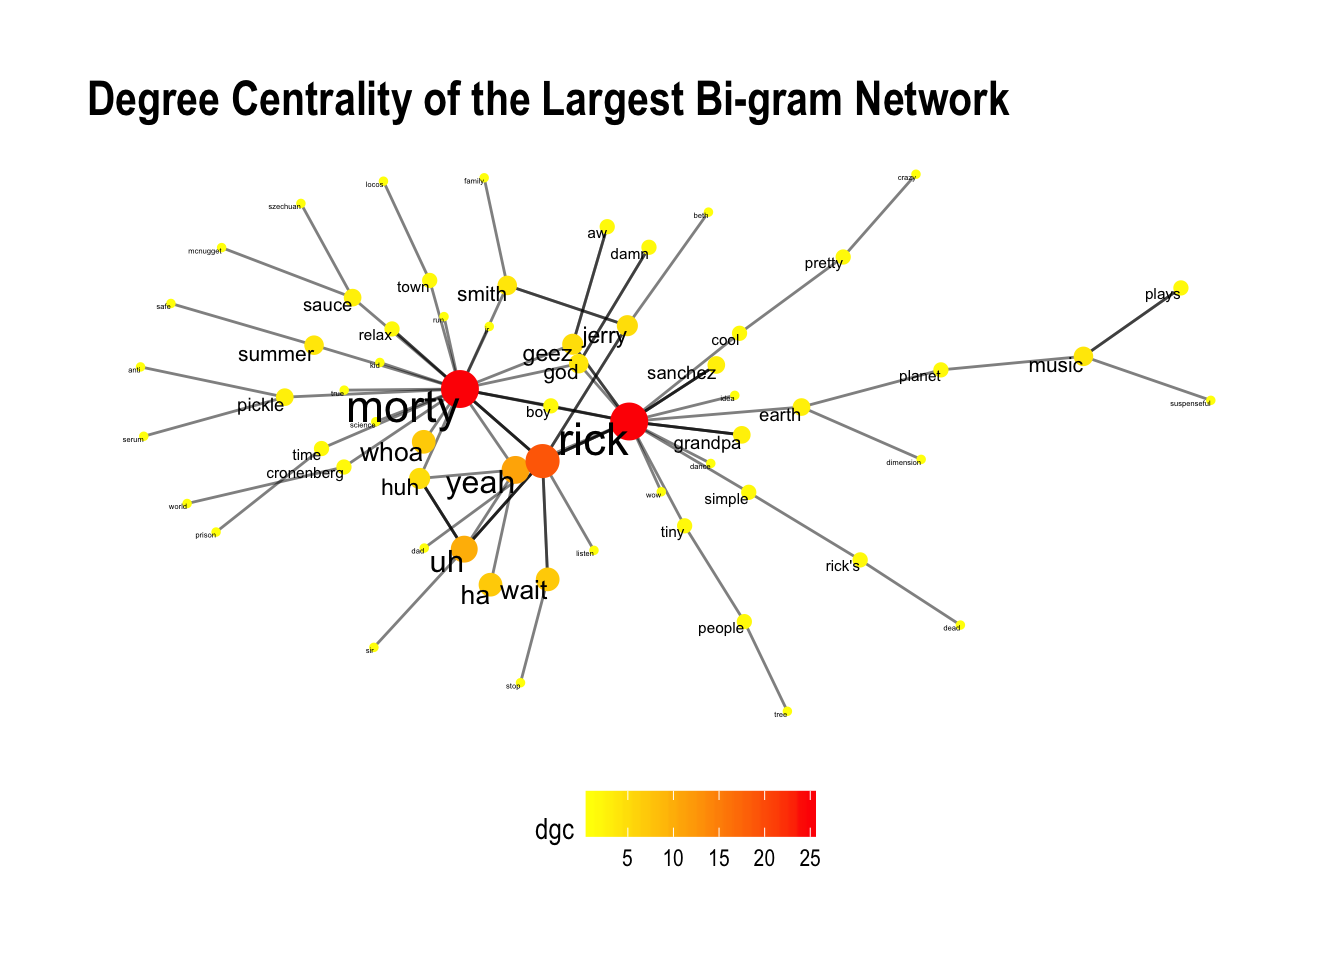 Degree Centrality of the Largest Bi-gram Network
crazy
locos
family
szechuan
beta
aw
mcnugget
damn
pretty
town
smith
plays
safe
sauce
run
relax
jerry
cool
summer
geez
music
kid
god
sanchez
anti
planet
true
idea
pickle
morty
boy
suspenseful
earth
science
serum
rick
grandpa
whoa
time
dimension
dance
cronenberg
yeah
huh
wow
simple
world
tiny
prison
dad
listen
uh
rick's
ha
wait
people
dead
sir
stop
tree
dgc
5 10 15 20 25